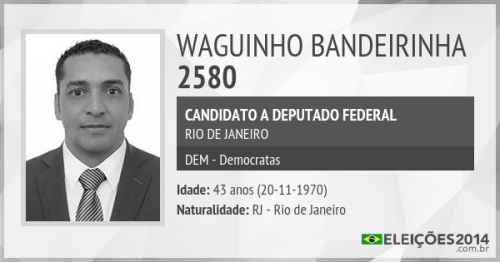 WAGUINHO BANDEIRINHA
2580
CANDIDATO A DEPUTADO FEDERAL
RIO DE JANEIRO
DEM - Democratas
Idade: 43 anos (20-11-1970)
Naturalidade: RJ - Rio de Janeiro
ELEIÇÕES2014
.com.br